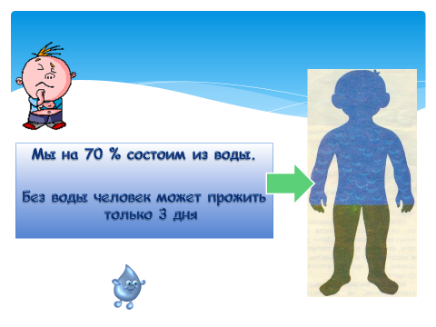 Мы на 70 % состоим из воды.
Без воды человек может прожить
только 3 дня